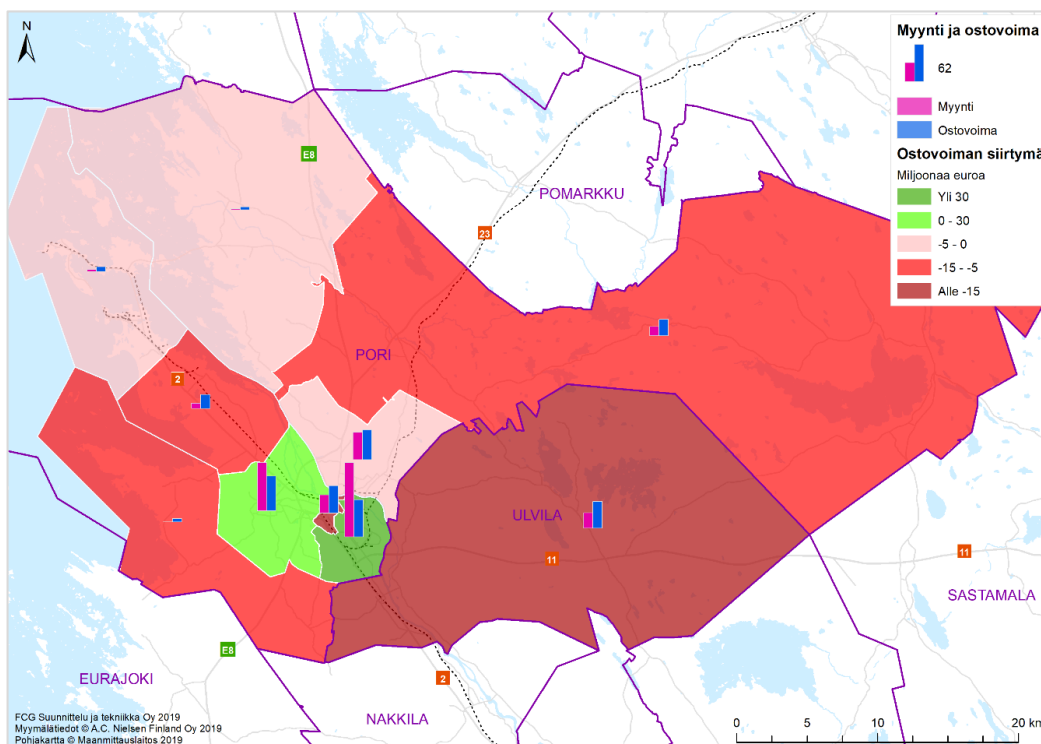 N
Myynti ja ostovoima
62
Myynti
Ostovoima
Ostovoiman siirtymä
Miljoonaa euroa
Yli 30
0 - 30
-5 - 0
-15 - -5
Alle -15
E8
POMARKKU
23
PORI
2
ULVILA
11
11
SASTAMALA
E8
EURAJOKI
2
NAKKILA
FCG Suunnittelu ja tekniikka Oy 2019
Myymälätiedot © A.C. Nielsen Finland Oy 2019
Pohjakartta © Maanmittauslaitos 2019
0 5 10 20 km